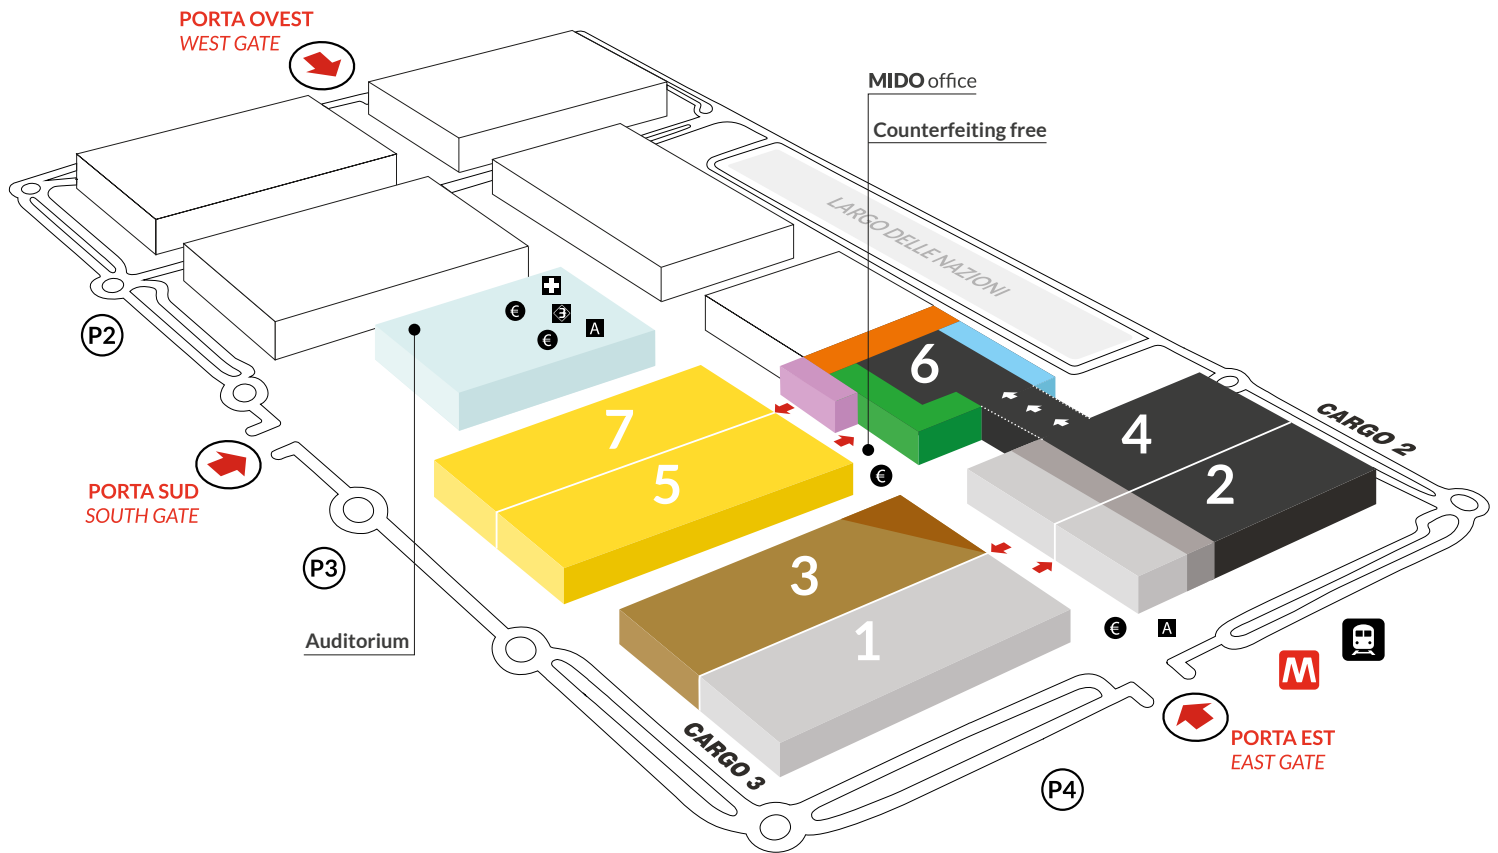 PORTA OVEST
WEST GATE
MIDO office
Counterfeiting free
LARGO DELLE NAZIONI
€
3
A
€
P2
6
7
4
CARGO 2
5
2
€
PORTA SUD
SOUTH GATE
3
P3
1
€
A
Auditorium
M
CARGO 3
PORTA EST
EAST GATE
P4